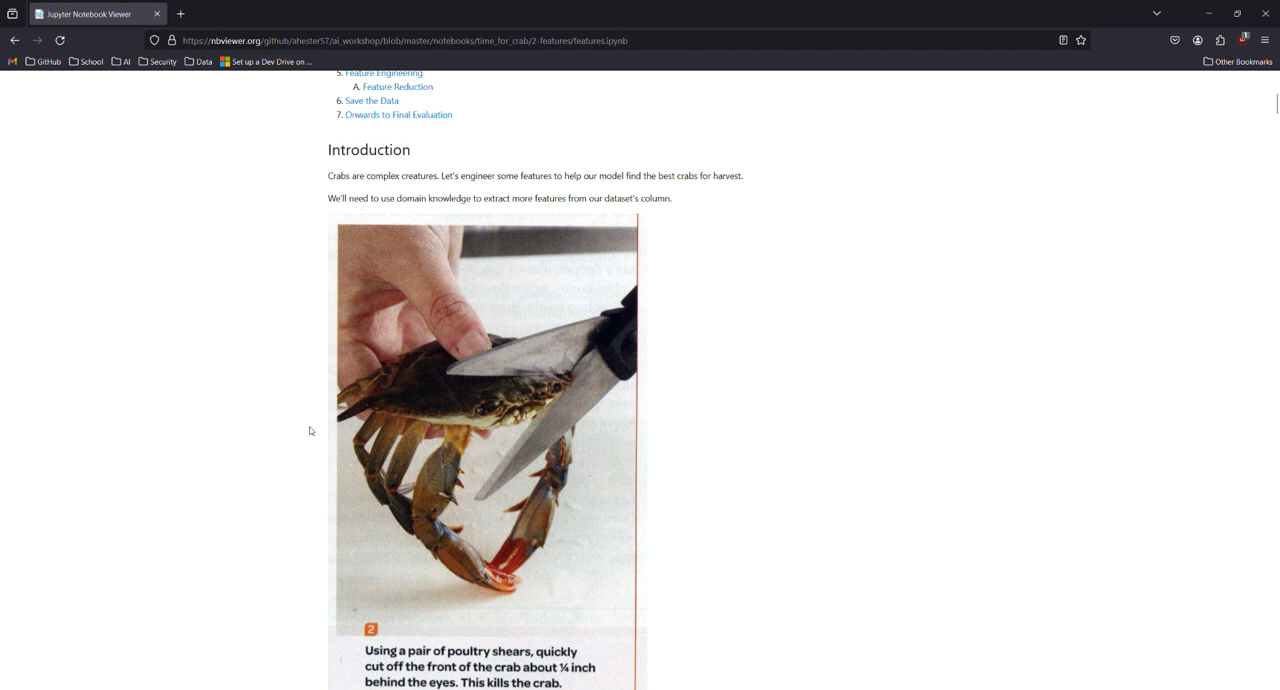 Jupyter Notebook Viewer
https://nbviewer.org/github/ahester57/ai_workshop/blob/master/notebooks/time_for_crab/2-features/features.ipynb
1
GitHub School AI Security Data Set up a Dev Drive on ... Other Bookmarks
5. Feature Engineering
A. Feature Reduction
6. Save the Data
7. Onwards to Final Evaluation
Introduction
Crabs are complex creatures. Let's engineer some features to help our model find the best crabs for harvest.
We'll need to use domain knowledge to extract more features from our dataset's column.
2
Using a pair of poultry shears, quickly
cut off the front of the crab about ¼ inch
behind the eyes. This kills the crab.